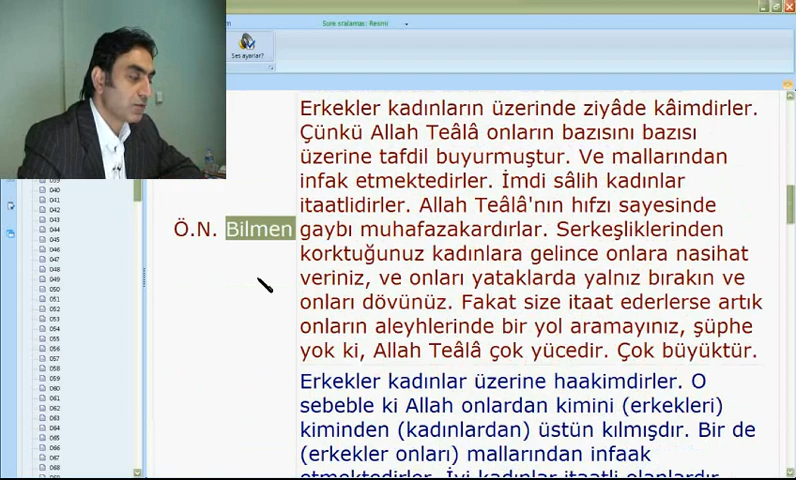 Sure sıralaması: Resmi
Ses ayarları?
Erkekler kadınların üzerinde ziyâde kâimdirler.
Çünkü Allah Teâlâ onların bazısını bazısı
üzerine tafdil buyurmuştur. Ve mallarından
infak etmektedirler. İmdi sâlih kadınlar
itaatlidirler. Allah Teâlâ'nın hıfzı sayesinde
Ö.N. Bilmen gaybı muhafazakardırlar. Serkeşliklerinden
korktuğunuz kadınlara gelince onlara nasihat
veriniz, ve onları yataklarda yalnız bırakın ve
onları dövünüz. Fakat size itaat ederlerse artık
onların aleyhlerinde bir yol aramayınız, şüphe
yok ki, Allah Teâlâ çok yücedir. Çok büyüktür.
Erkekler kadınlar üzerine haakimdirler. O
sebeble ki Allah onlardan kimini (erkekleri)
kiminden (kadınlardan) üstün kılmışdır. Bir de
(erkekler onları) mallarından infaak
etmektedirler. İyi kadınlar itaatli olanlardır
040
041
042
043
044
045
046
047
048
049
050
051
052
053
054
055
056
057
058
059
060
061
062
063
064
065
066
067
068